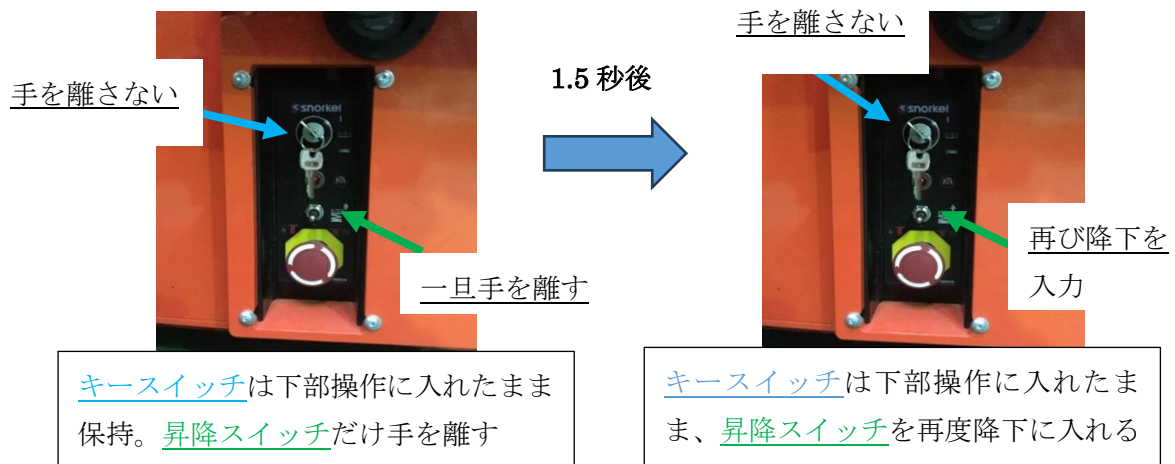 手を離さない
snorkel
一旦手を離す
キースイッチは下部操作に入れたまま
保持。昇降スイッチだけ手を離す
1.5 秒後
手を離さない
snorkel
再び降下を
入力
キースイッチは下部操作に入れたま
ま、昇降スイッチを再度降下に入れる